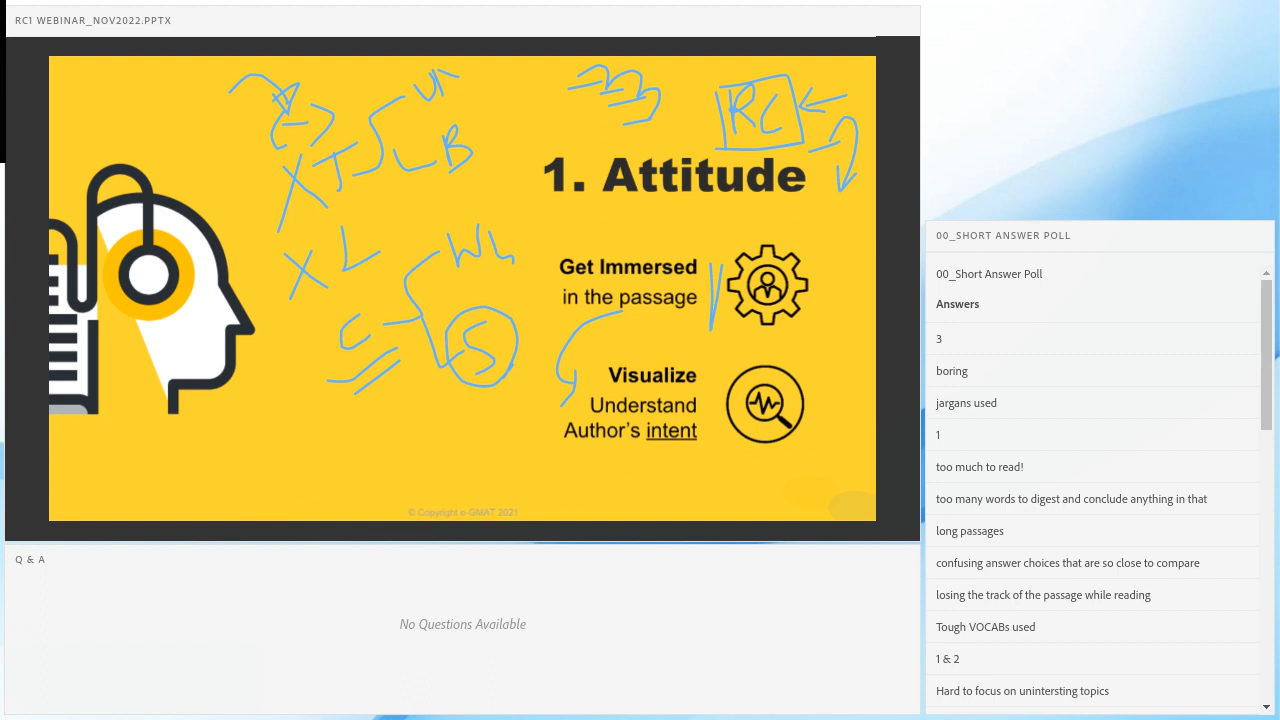 RC1 WEBINAR_NOV2022.PPTX
RC
B
1. Attitude
Get Immersed
in the passage
S
Visualize
Understand
Author's intent
© Copyright e-GMAT 2021
Q & A
No Questions Available
00_SHORT ANSWER POLL
00_Short Answer Poll
Answers
3
boring
jargans used
1
too much to read!
too many words to digest and conclude anything in that
long passages
confusing answer choices that are so close to compare
losing the track of the passage while reading
Tough VOCABs used
1 & 2
Hard to focus on unintersting topics